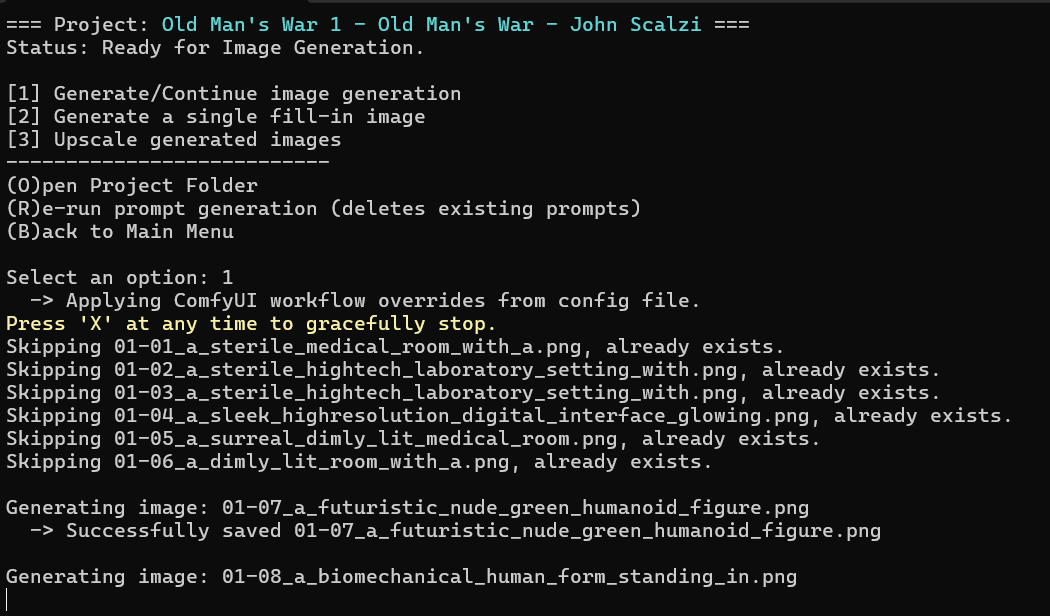 === Project: Old Man's War 1 - Old Man's War - John Scalzi ===
Status: Ready for Image Generation.
[1] Generate/Continue image generation
[2] Generate a single fill-in image
[3] Upscale generated images
---------------------------
(O)pen Project Folder
(R)e-run prompt generation (deletes existing prompts)
(B)ack to Main Menu
Select an option: 1
-> Applying ComfyUI workflow overrides from config file.
Press 'X' at any time to gracefully stop.
Skipping 01-01_a_sterile_medical_room_with_a.png, already exists.
Skipping 01-02_a_sterile_hightech_laboratory_setting_with.png, already exists.
Skipping 01-03_a_sterile_hightech_laboratory_setting_with.png, already exists.
Skipping 01-04_a_sleek_highresolution_digital_interface_glowing.png, already exists.
Skipping 01-05_a_surreal_dimly_lit_medical_room.png, already exists.
Skipping 01-06_a_dimly_lit_room_with_a.png, already exists.
Generating image: 01-07_a_futuristic_nude_green_humanoid_figure.png
-> Successfully saved 01-07_a_futuristic_nude_green_humanoid_figure.png
Generating image: 01-08_a_biomechanical_human_form_standing_in.png